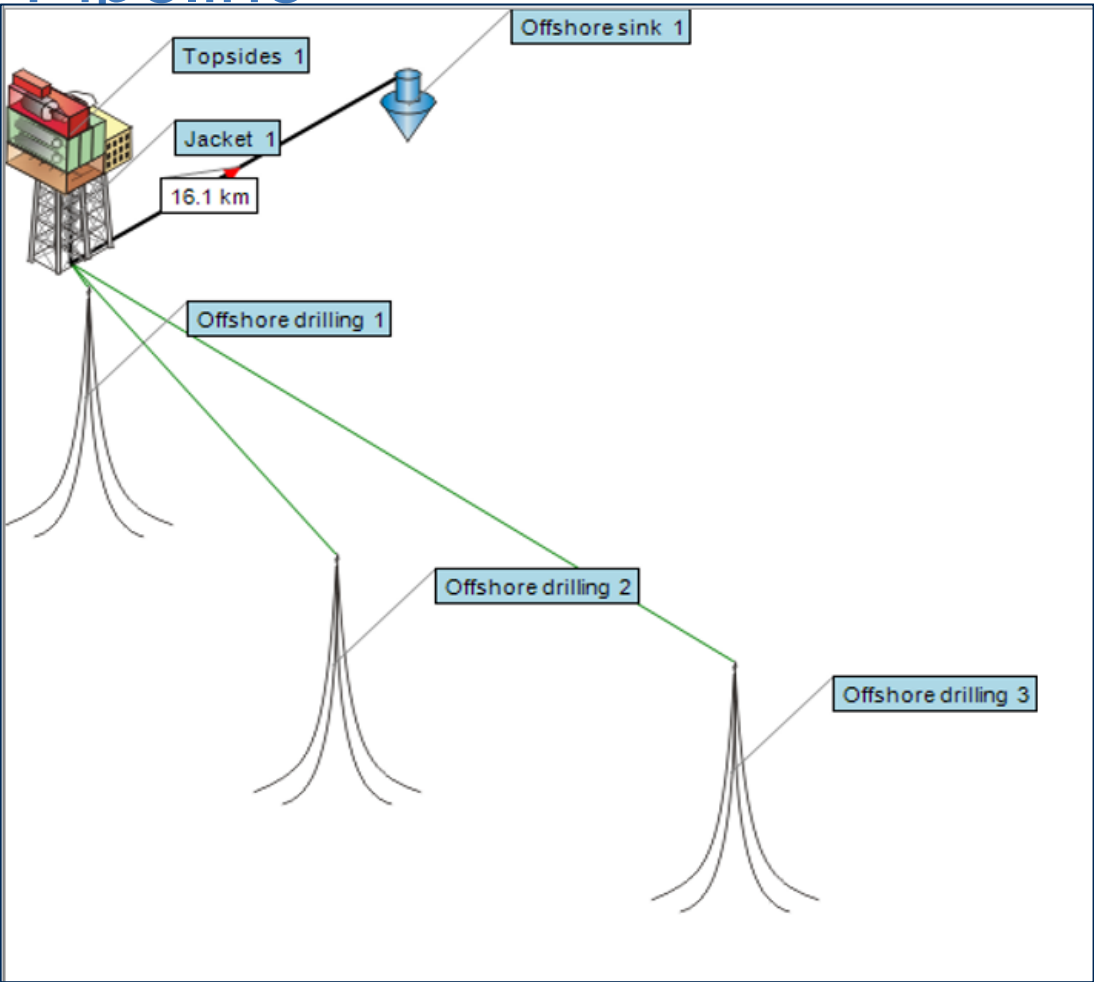 Offshore sink 1
Topsides 1
Jacket 1
16.1 km
Offshore drilling 1
Offshore drilling 2
Offshore drilling 3